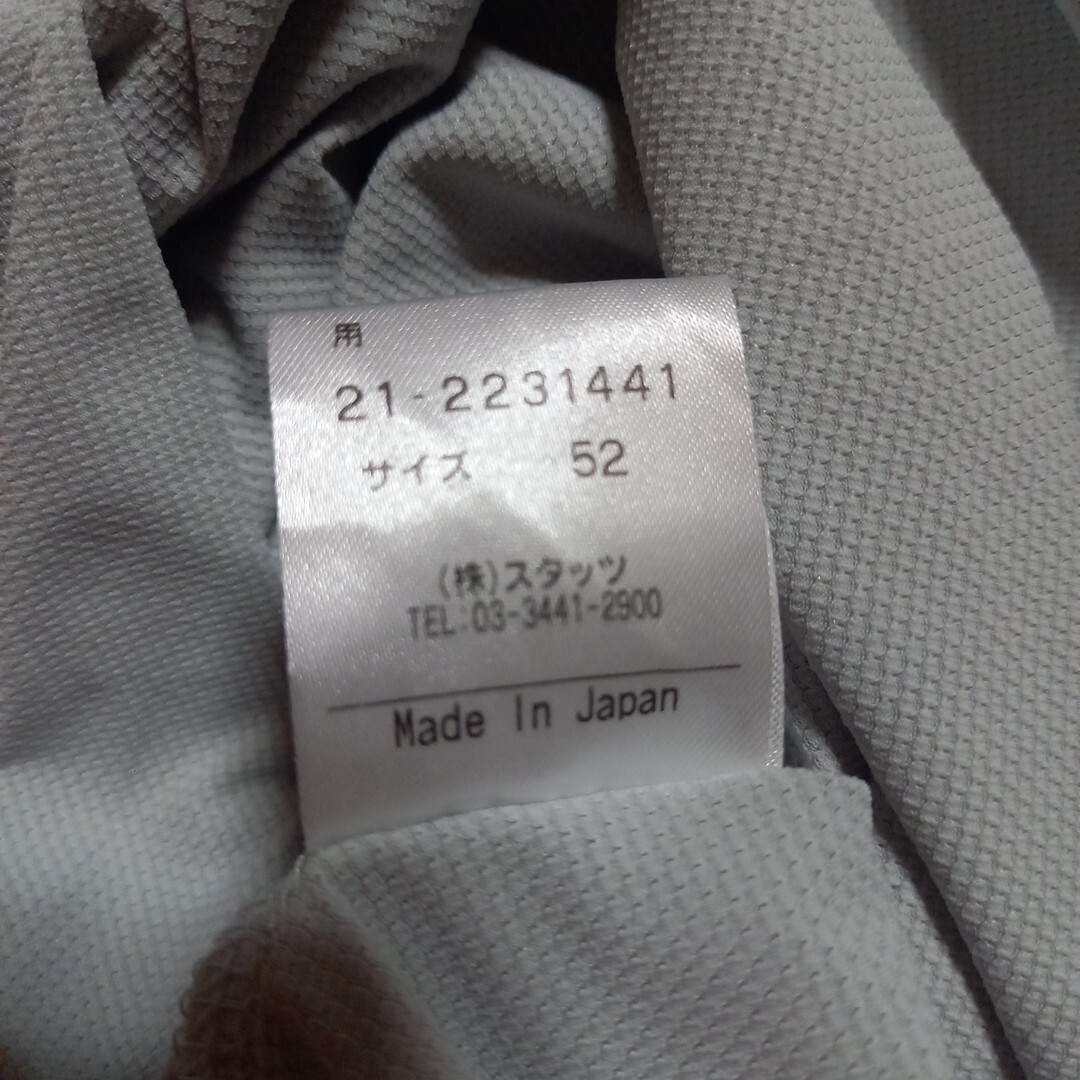 用
21-2231441
サイズ 52
(株)スタッツ
TEL:03-3441-2900
Made In Japan